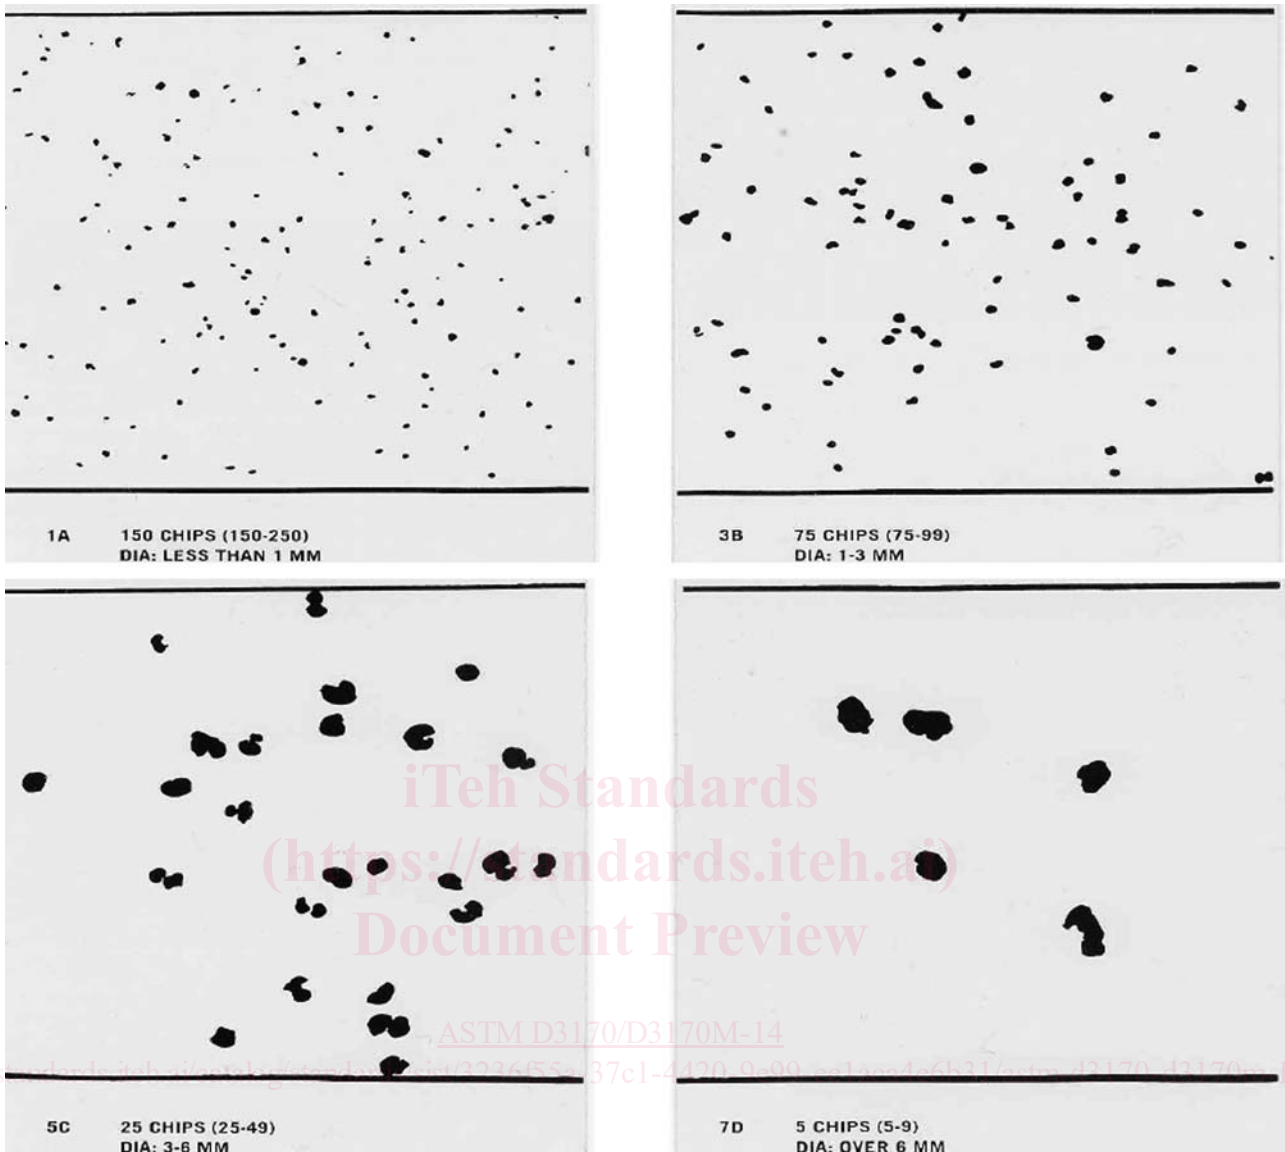 1A 150 CHIPS (150-250)
DIA: LESS THAN 1 MM
3B 75 CHIPS (75-99)
DIA: 1-3 MM
iTeh Standards
(https://standards.iteh.ai)
Document Preview
ASTM D3170/D3170M-14
5C 25 CHIPS (25-49)
DIA: 3-6 MM
7D 5 CHIPS (5-9)
DIA: OVER 6 MM